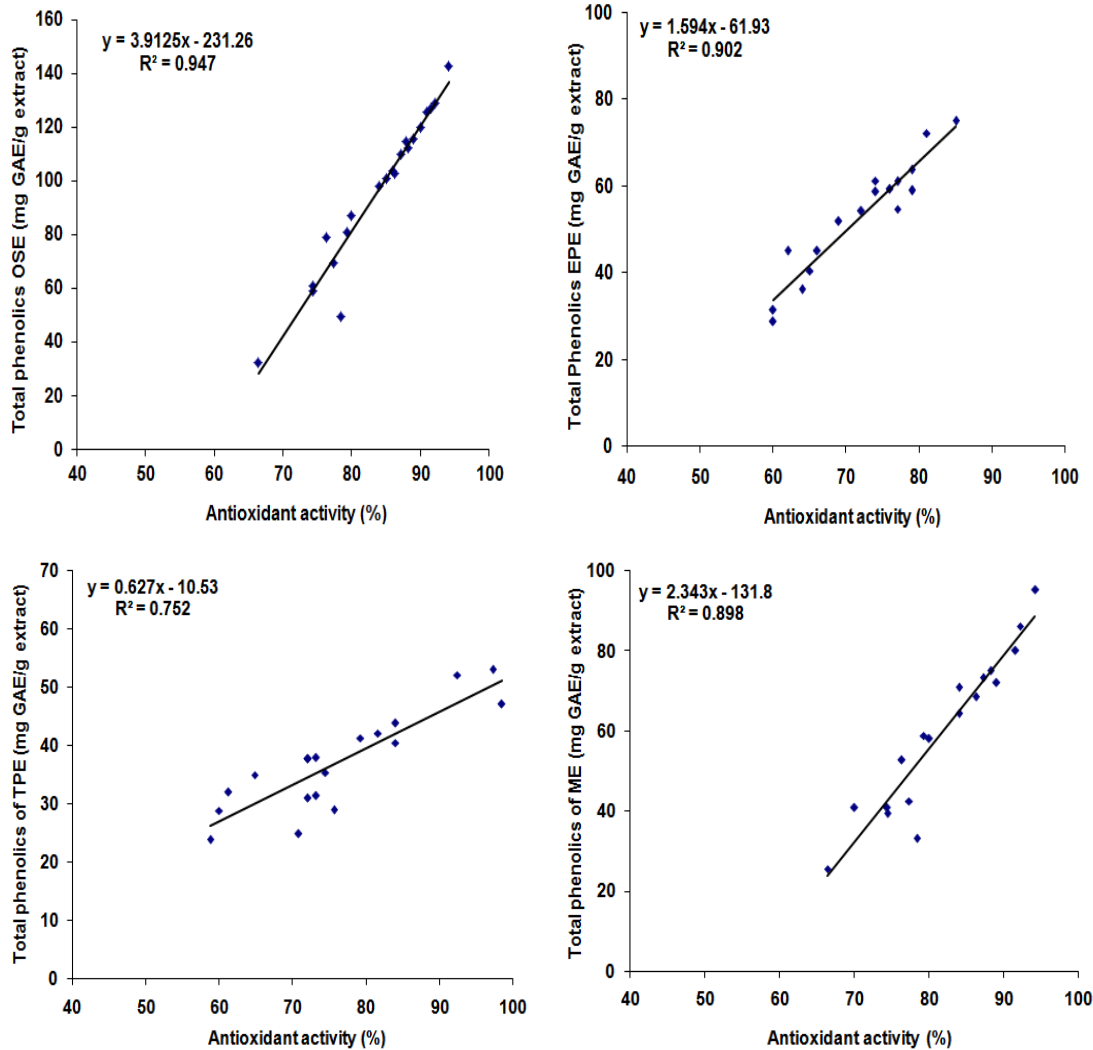 y = 3.9125x - 231.26
R² = 0.947
Total phenolics OSE (mg GAE/g extract)
160
140
120
100
80
60
40
20
0
40 50 60 70 80 90 100
Antioxidant activity (%)
y = 1.594x - 61.93
R² = 0.902
Total Phenolics EPE (mg GAE/g extract)
100
80
60
40
20
0
40 50 60 70 80 90 100
Antioxidant activity (%)
y = 0.627x - 10.53
R² = 0.752
Total phenolics of TPE (mg GAE/g extract)
70
60
50
40
30
20
10
0
40 50 60 70 80 90 100
Antioxidant activity (%)
y = 2.343x - 131.8
R² = 0.898
Total phenolics of ME (mg GAE/g extract)
100
80
60
40
20
0
40 50 60 70 80 90 100
Antioxidant activity (%)